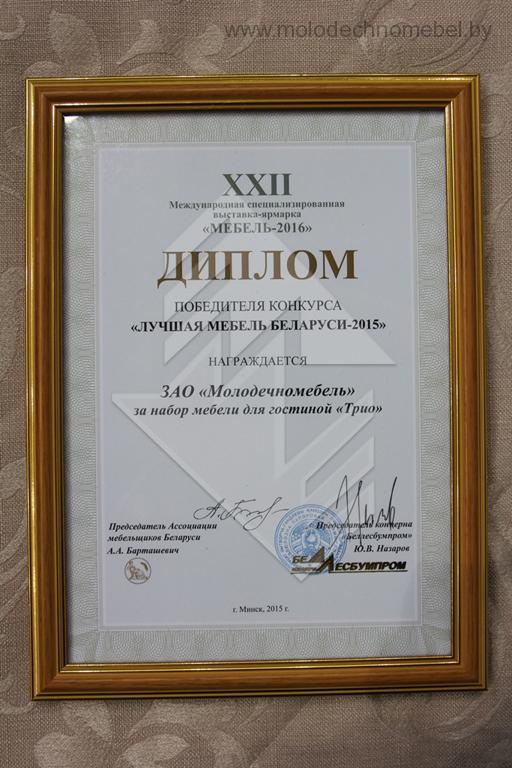 www.molodechnomebel.by
XXII
Международная специализированная
выставка-ярмарка
«МЕБЕЛЬ-2016»
ДИПЛОМ
ПОБЕДИТЕЛЯ КОНКУРСА
«ЛУЧШАЯ МЕБЕЛЬ БЕЛАРУСИ-2015»
НАГРАЖДАЕТСЯ
ЗАО «Молодечномебель»
за набор мебели для гостиной «Трио»
Председатель Ассоциации
мебельщиков Беларуси
А.А. Барташевич
Председатель концерна
«Беллесбумпром»
Ю.В. Назаров
БЕЛЛЕСБУМПРОМ
г. Минск, 2015 г.